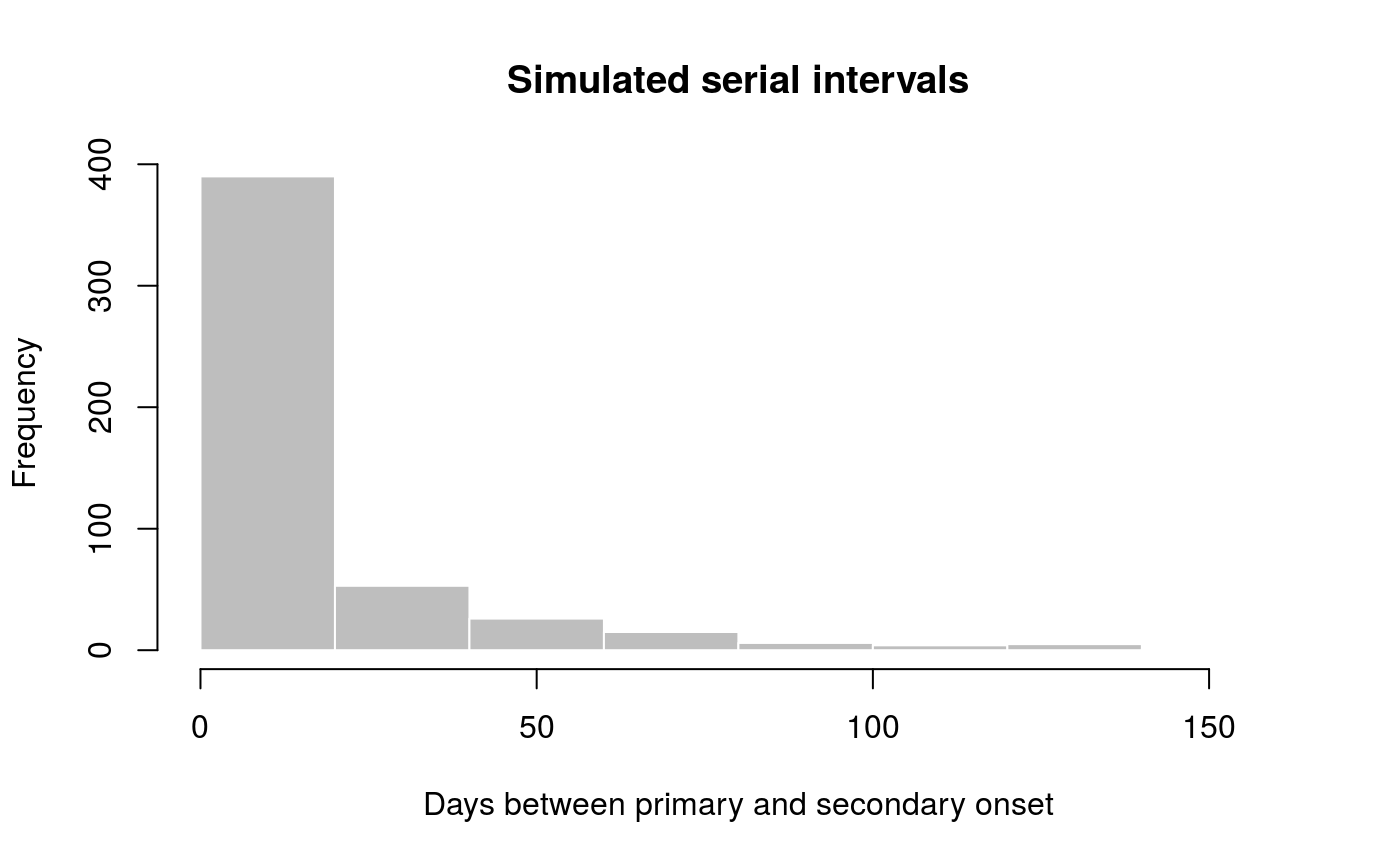 Simulated serial intervals
Frequency
400
300
200
100
0
0 50 100 150
Days between primary and secondary onset